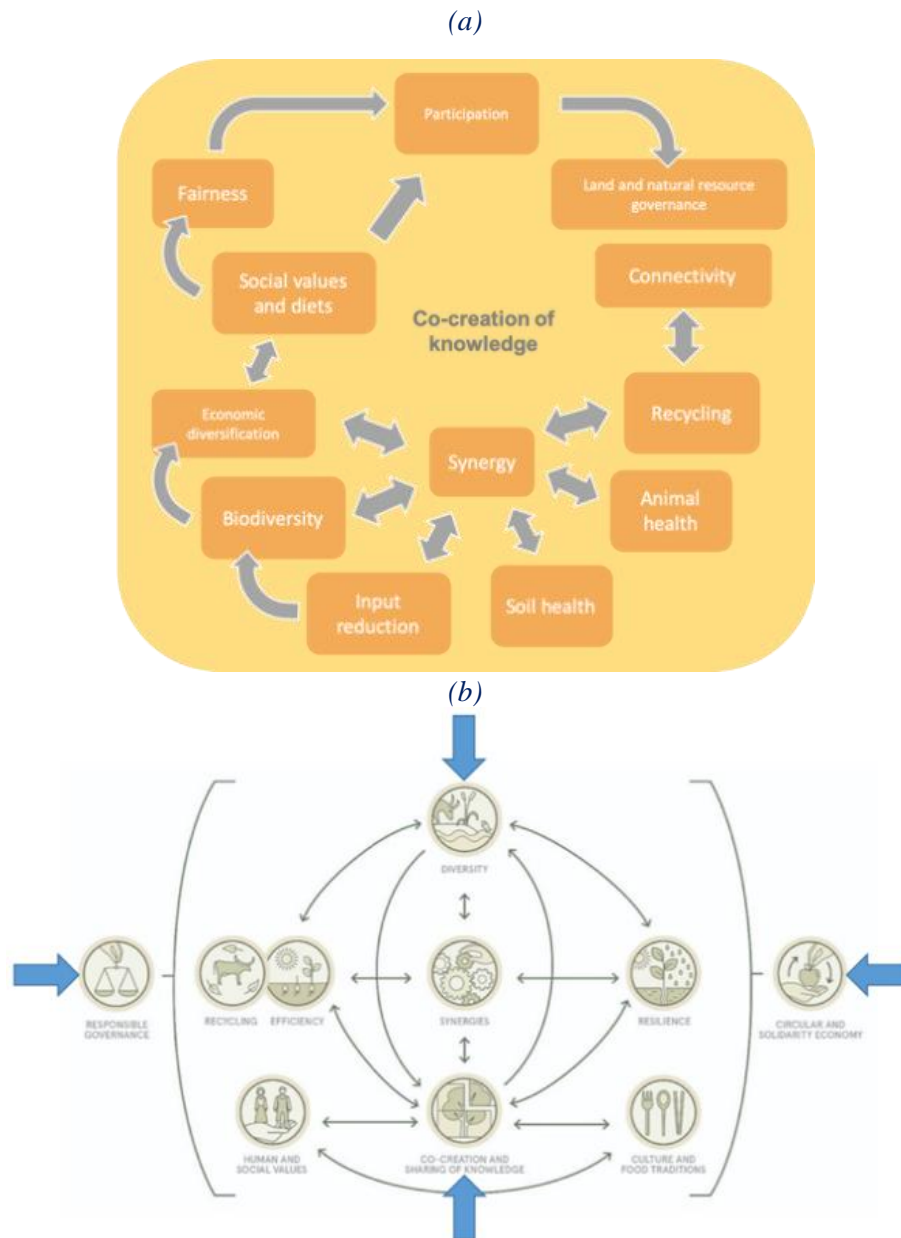 (a)
Participation
Fairness
Land and natural resource
governance
Social values
and diets
Connectivity
Co-creation of
knowledge
Economic
diversification
Recycling
Synergy
Biodiversity
Animal
health
Input
reduction
Soil health
(b)
DIVERSITY
RESPONSIBLE
GOVERNANCE
RECYCLING
EFFICIENCY
SYNERGIES
RESILIENCE
CIRCULAR AND
SOLIDARITY ECONOMY
HUMAN AND
SOCIAL VALUES
CO-CREATION AND
SHARING OF KNOWLEDGE
CULTURE AND
FOOD TRADITIONS